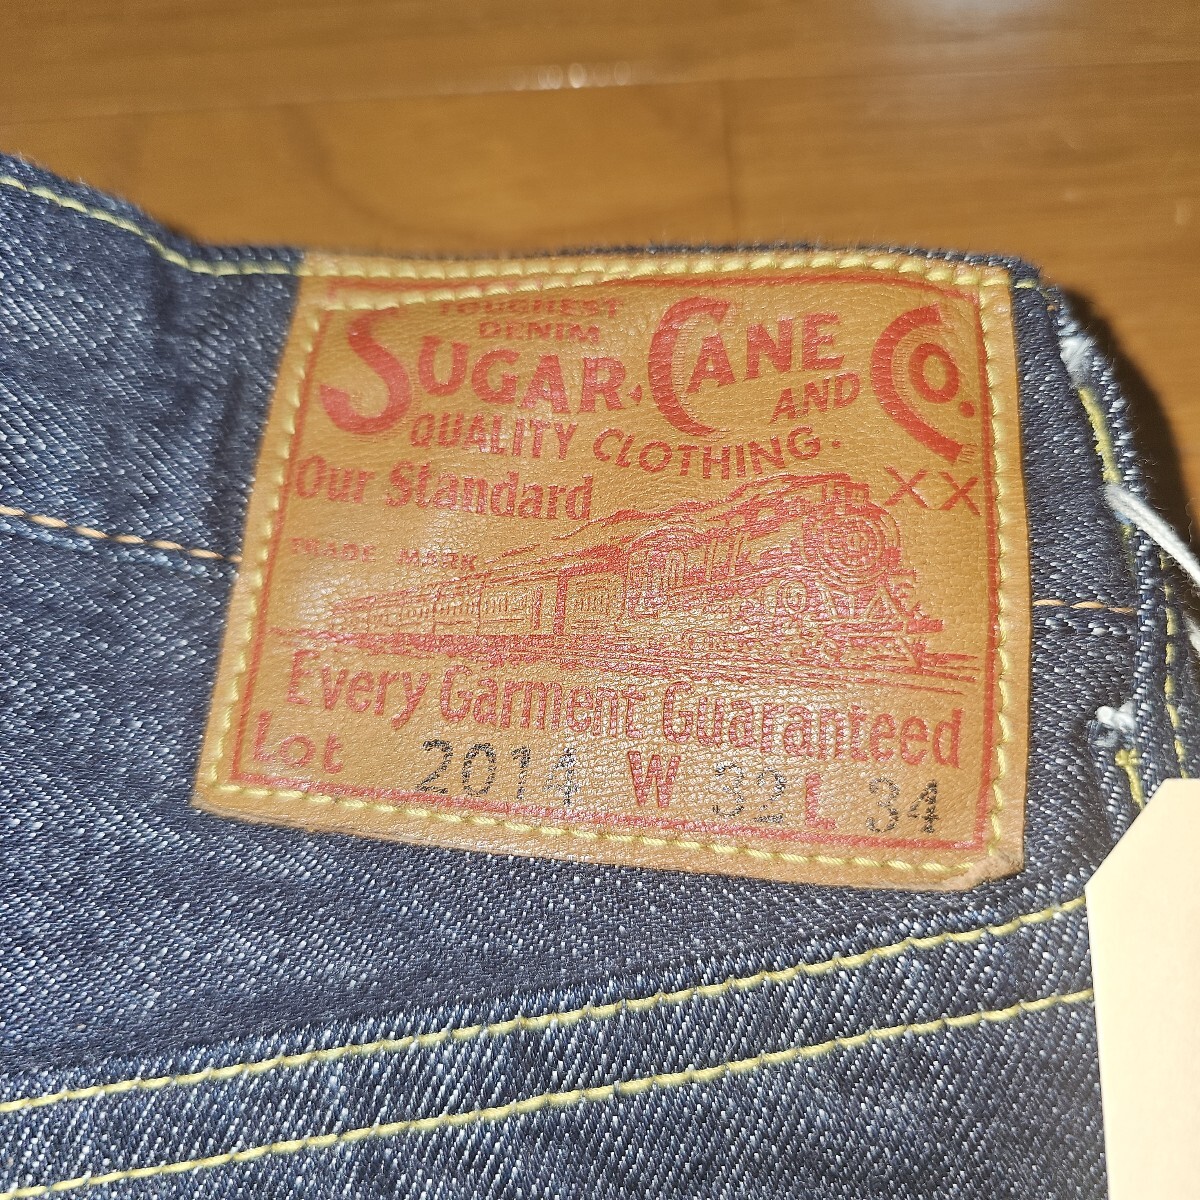 TOUGHEST
DENIM
SUGAR CANE CO.
AND
QUALITY CLOTHING.
Our Standard
XX
TRADE MARK
Every Garment Guaranteed
Lot 2014 W 32 L 34